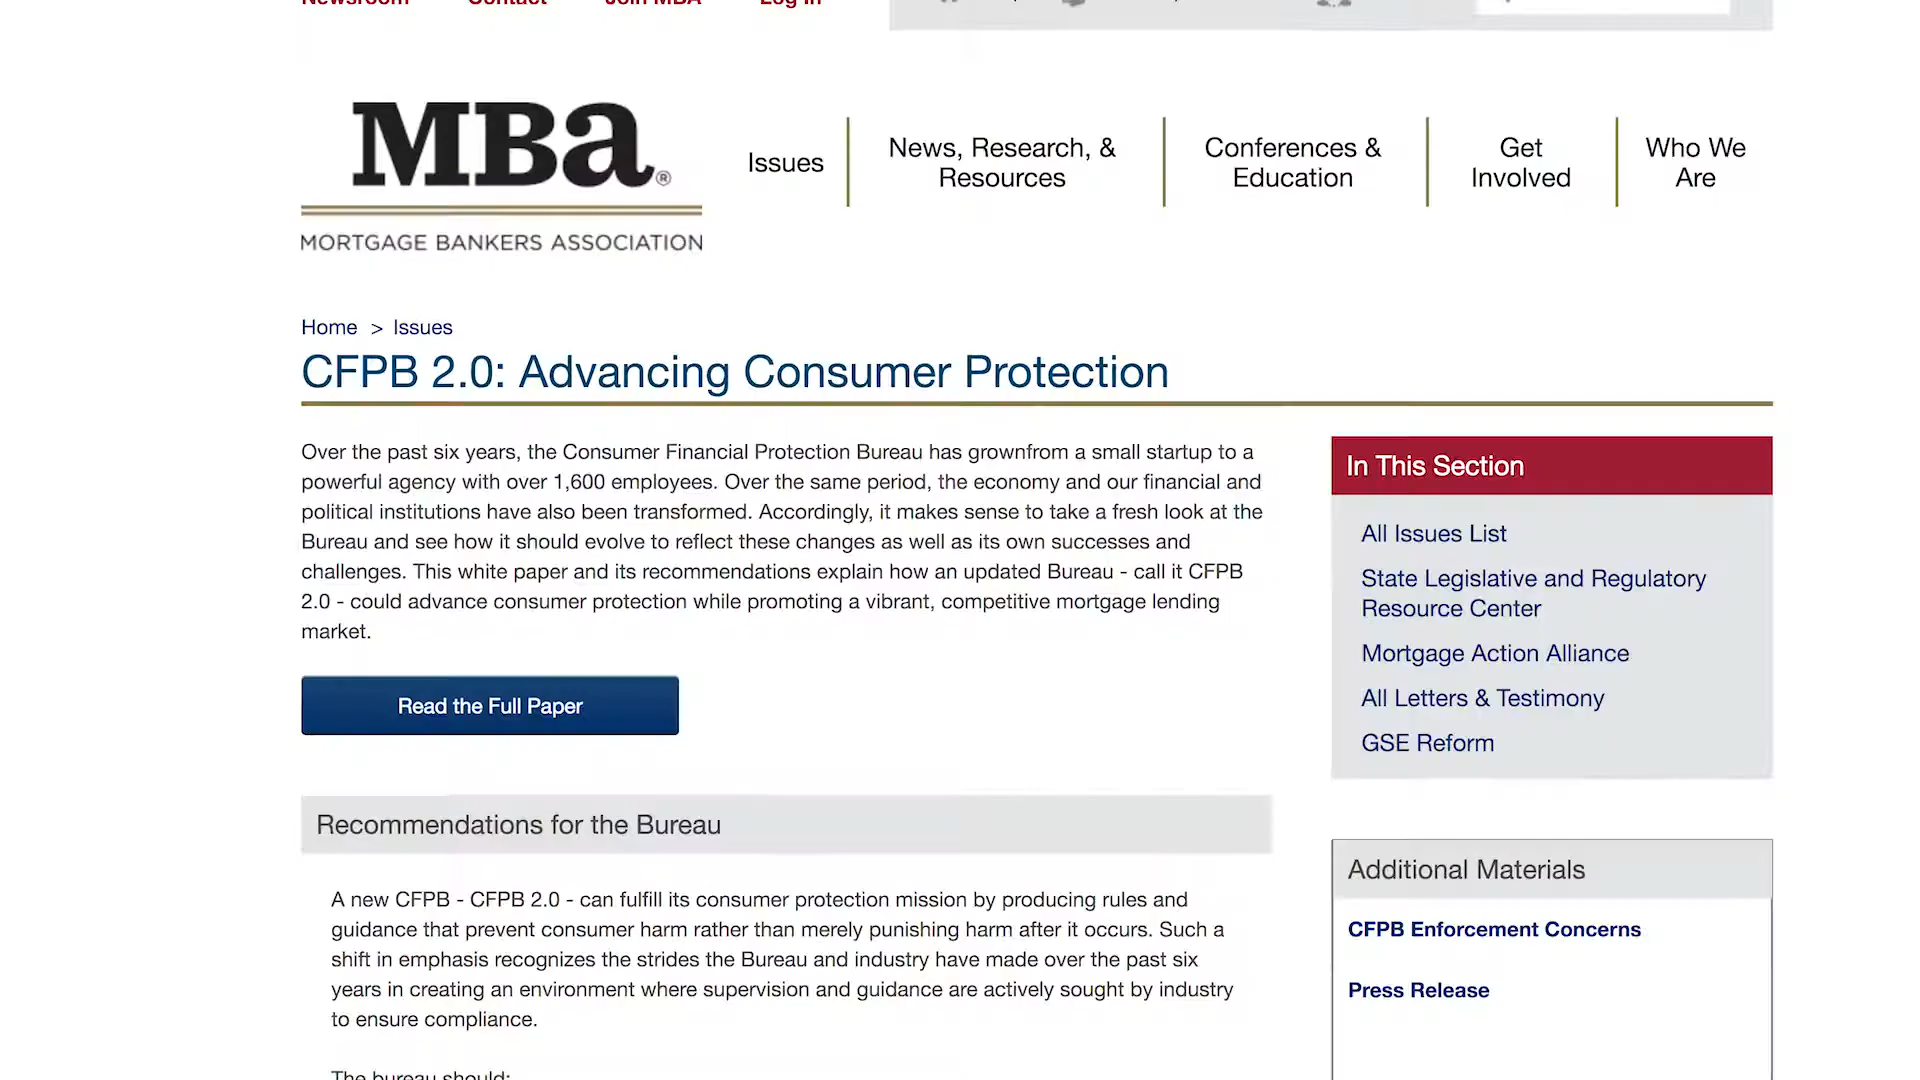 Newsroom Contact Join MBA Log In
MBa®
MORTGAGE BANKERS ASSOCIATION
Issues
News, Research, &
Resources
Conferences &
Education
Get
Involved
Who We
Are
Home > Issues
CFPB 2.0: Advancing Consumer Protection
Over the past six years, the Consumer Financial Protection Bureau has grownfrom a small startup to a
powerful agency with over 1,600 employees. Over the same period, the economy and our financial and
political institutions have also been transformed. Accordingly, it makes sense to take a fresh look at the
Bureau and see how it should evolve to reflect these changes as well as its own successes and
challenges. This white paper and its recommendations explain how an updated Bureau - call it CFPB
2.0 - could advance consumer protection while promoting a vibrant, competitive mortgage lending
market.
Read the Full Paper
Recommendations for the Bureau
A new CFPB - CFPB 2.0 - can fulfill its consumer protection mission by producing rules and
guidance that prevent consumer harm rather than merely punishing harm after it occurs. Such a
shift in emphasis recognizes the strides the Bureau and industry have made over the past six
years in creating an environment where supervision and guidance are actively sought by industry
to ensure compliance.
The bureau should:
In This Section
All Issues List
State Legislative and Regulatory
Resource Center
Mortgage Action Alliance
All Letters & Testimony
GSE Reform
Additional Materials
CFPB Enforcement Concerns
Press Release